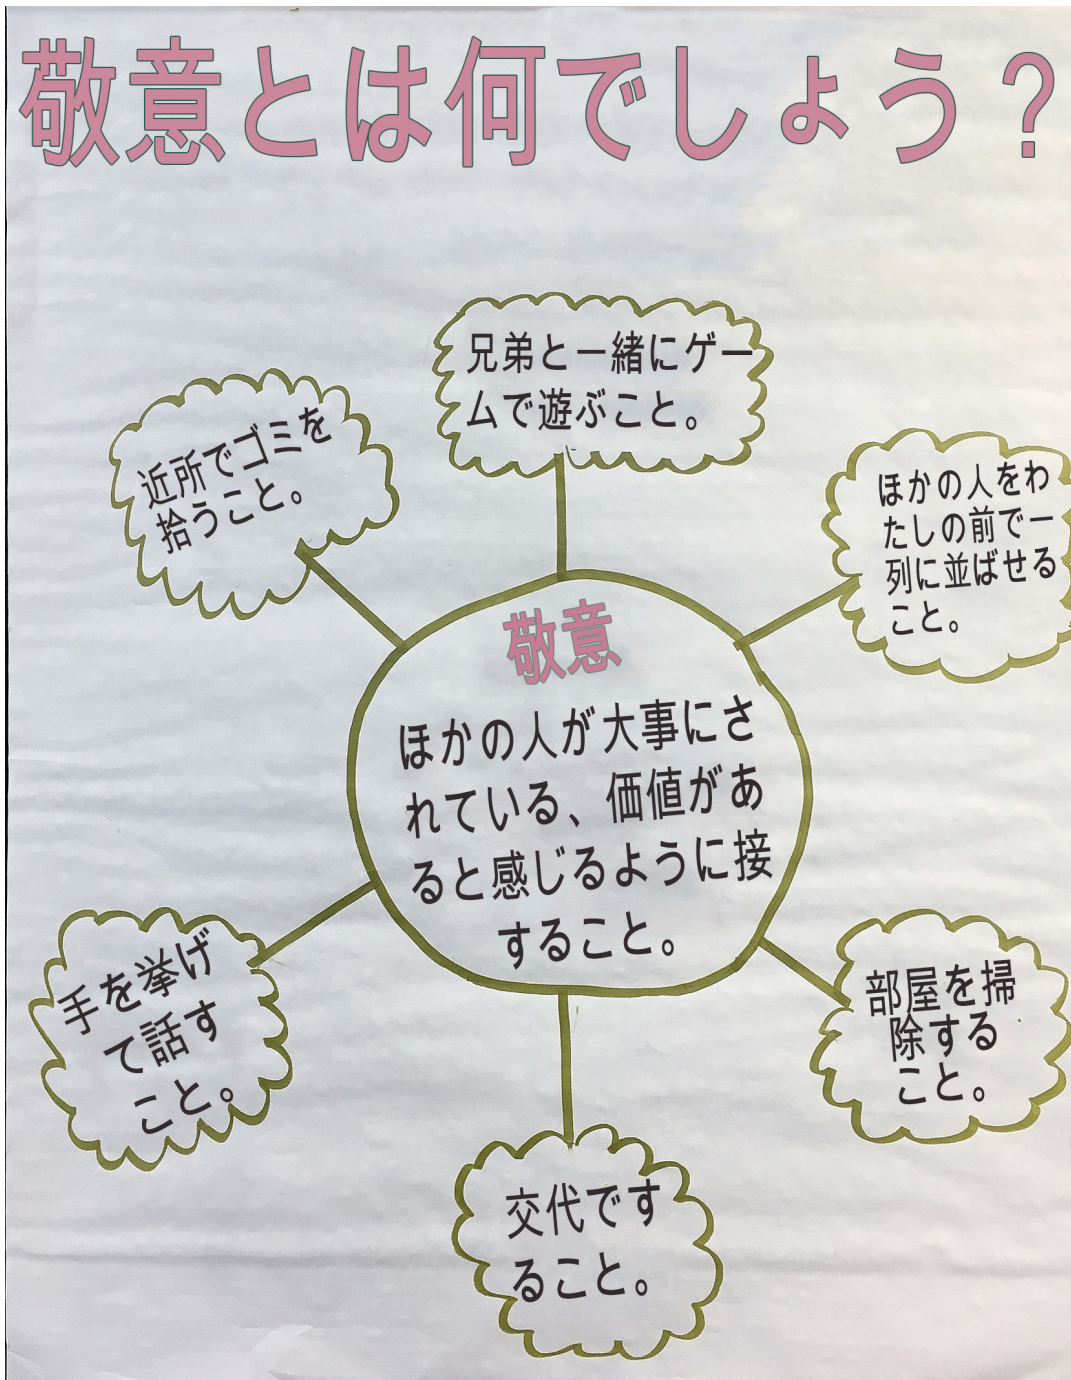 敬意とは何でしょう？
兄弟と一緒にゲー
ムで遊ぶこと。
近所でゴミを
拾うこと。
ほかの人をわ
たしの前で一
列に並ばせる
こと。
敬意
ほかの人が大事にさ
れている、価値があ
ると感じるように接
すること。
手を挙げ
て話す
こと。
部屋を掃
除する
こと。
交代です
ること。